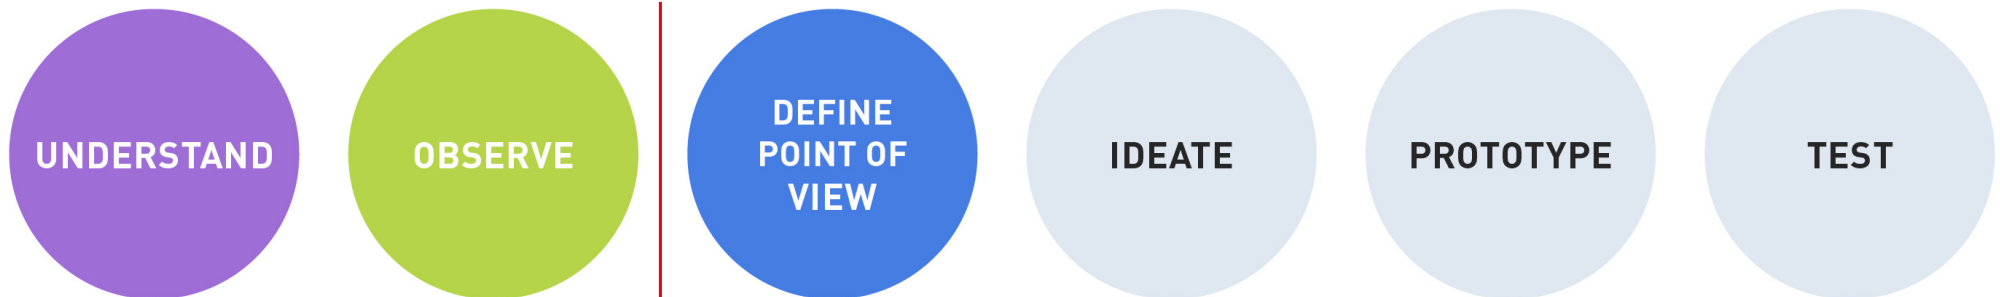 UNDERSTAND
OBSERVE
DEFINE
POINT OF
VIEW
IDEATE
PROTOTYPE
TEST